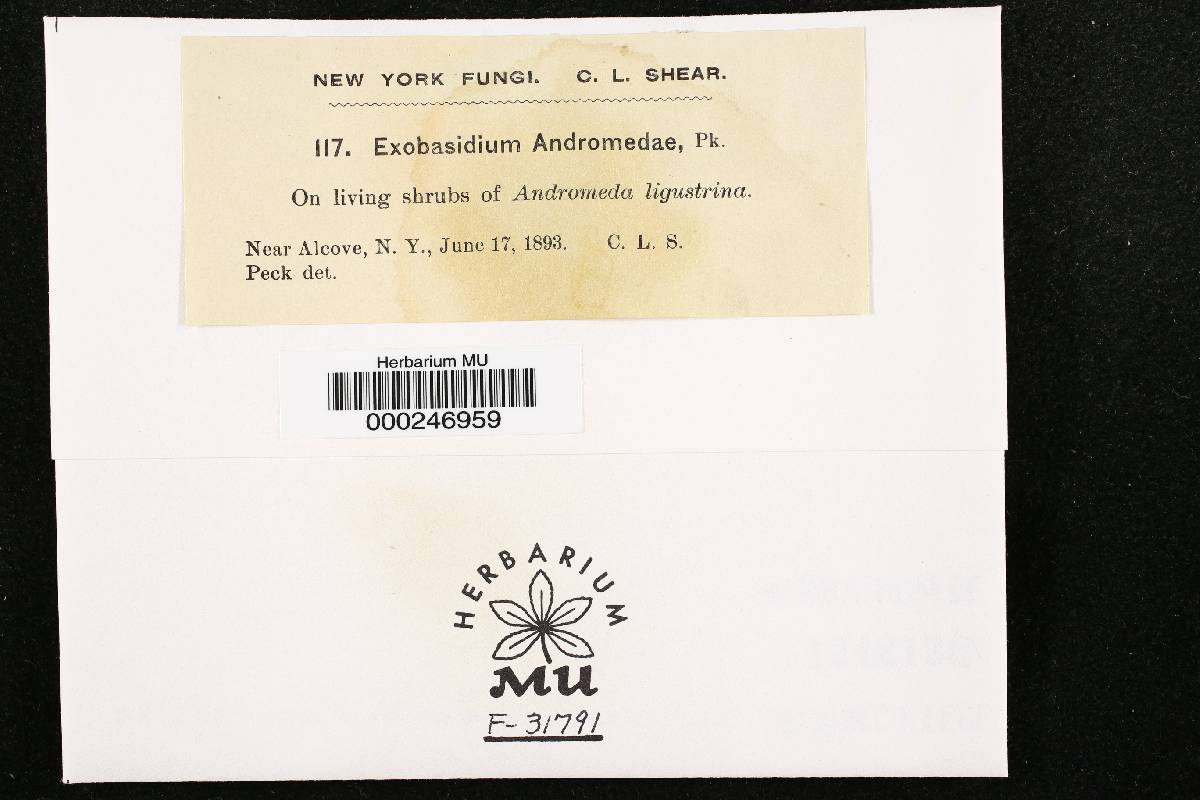 NEW YORK FUNGI. C. L. SHEAR.
117. Exobasidium Andromedae, Pk.
On living shrubs of Andromeda ligustrina.
Near Alcove, N. Y., June 17, 1893. C. L. S.
Peck det.
Herbarium MU
000246959
HERBARIUM
MU
F-31791